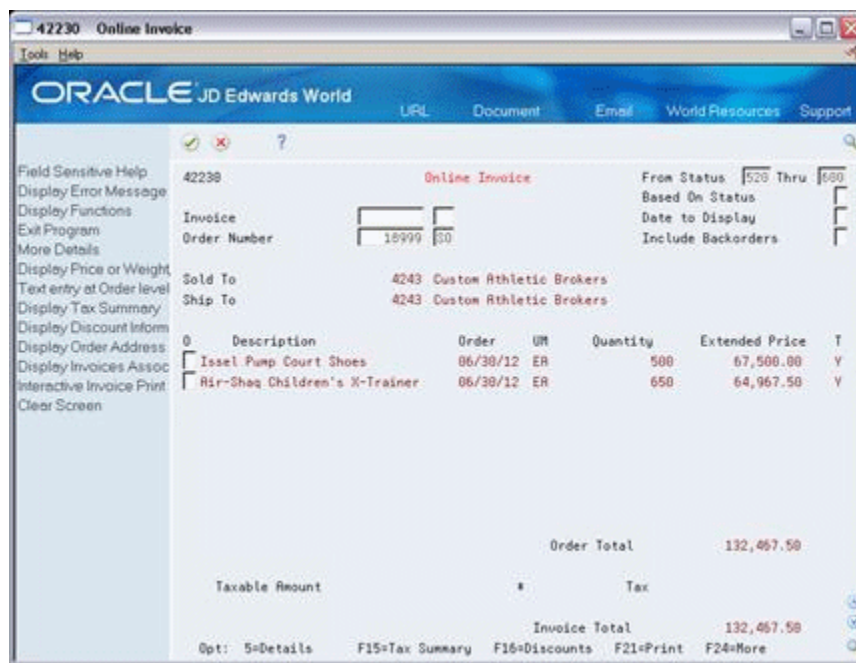 42230 Online Invoice
Tools Help
ORACLE JD Edwards World
URL Document Email World Resources Support
?
Field Sensitive Help
Display Error Message
Display Functions
Exit Program
More Details
Display Price or Weight
Text entry at Order level
Display Tax Summary
Display Discount Inform
Display Order Address
Display Invoices Assoc
Interactive Invoice Print
Clear Screen
42230 Online Invoice From Status 520 Thru 680
Based On Status
Invoice Date to Display
Order Number 18999 SO Include Backorders
Sold To 4243 Custom Athletic Brokers
Ship To 4243 Custom Athletic Brokers
O Description Order UM Quantity Extended Price T
Issel Pump Court Shoes 06/30/12 EA 500 67,500.00 Y
Air-Shaq Children's X-Trainer 06/30/12 EA 650 64,967.50 Y
Order Total 132,467.50
Taxable Amount * Tax
Invoice Total 132,467.50
Opt: 5=Details F15=Tax Summary F16=Discounts F21=Print F24=More